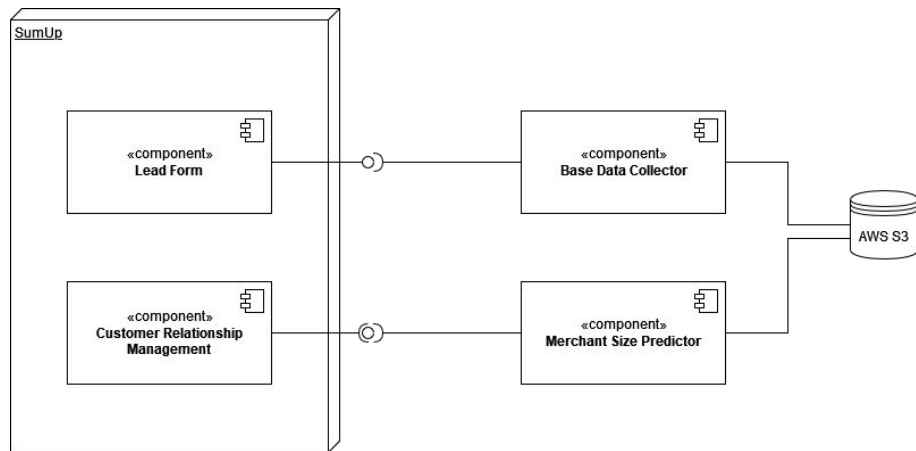 SumUp
«component»
Lead Form
«component»
Base Data Collector
AWS S3
«component»
Customer Relationship
Management
«component»
Merchant Size Predictor